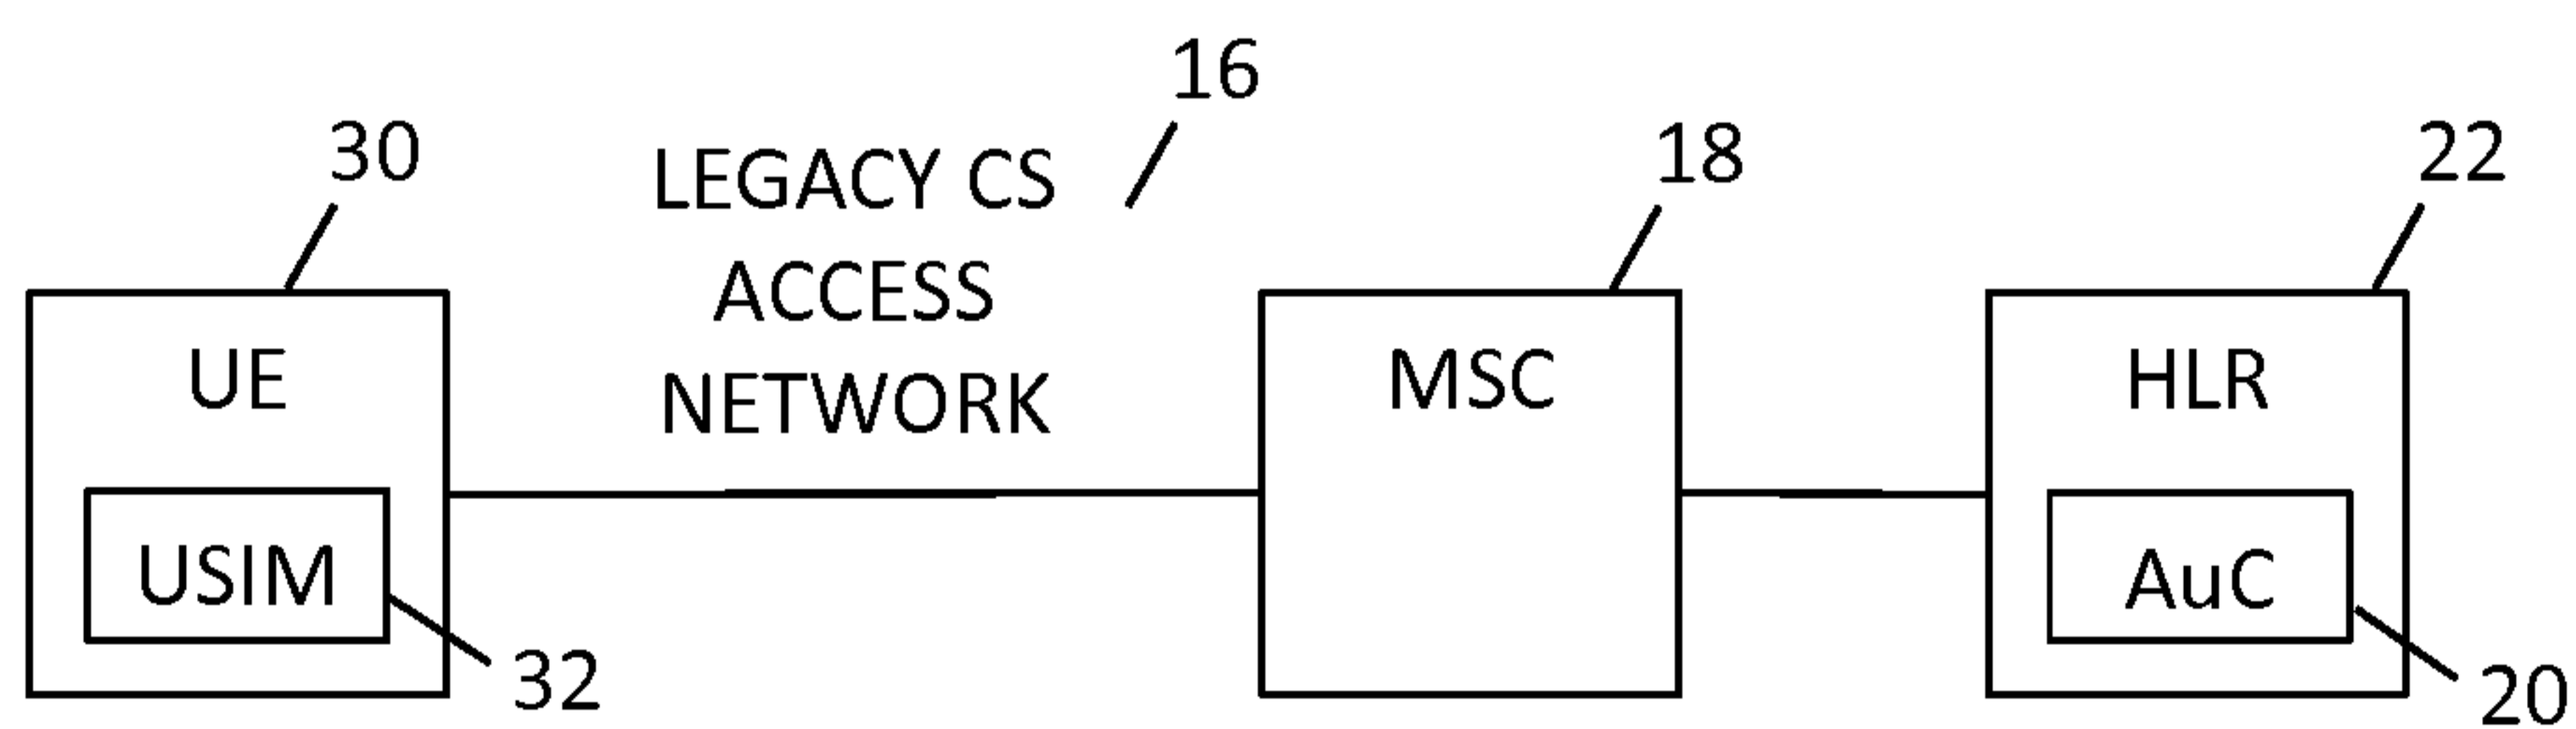 16
30
LEGACY CS
18
22
ACCESS
UE
NETWORK
MSC
HLR
USIM
AuC
32
20